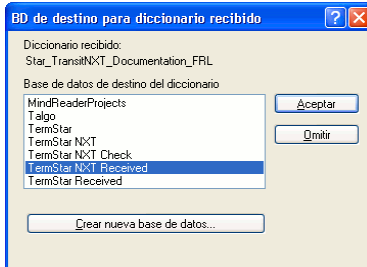 BD de destino para diccionario recibido
Diccionario recibido:
Star_TransitNXT_Documentation_FRL
Base de datos de destino del diccionario
MindReaderProjects
Talgo
TermStar
TermStar NXT
TermStar NXT Check
TermStar NXT Received
TermStar Received
Aceptar
Omitir
Crear nueva base de datos...